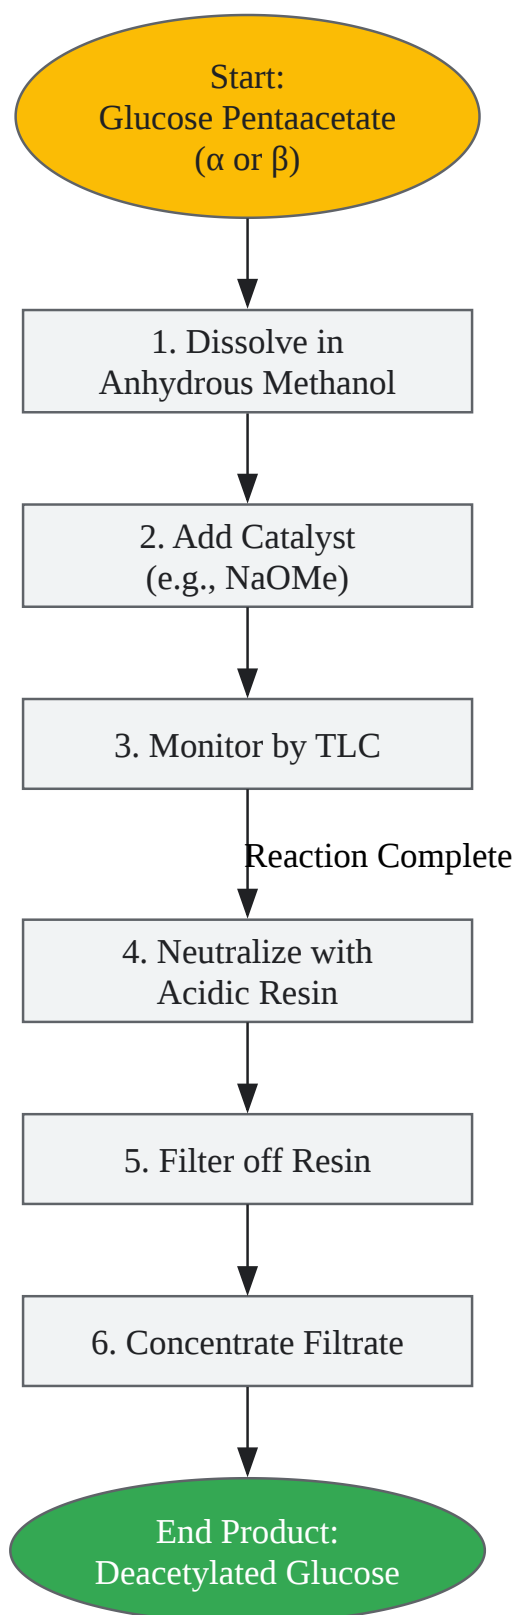 Start:
Glucose Pentaacetate
(α or β)
1. Dissolve in
Anhydrous Methanol
2. Add Catalyst
(e.g., NaOMe)
3. Monitor by TLC
Reaction Complete
4. Neutralize with
Acidic Resin
5. Filter off Resin
6. Concentrate Filtrate
End Product:
Deacetylated Glucose